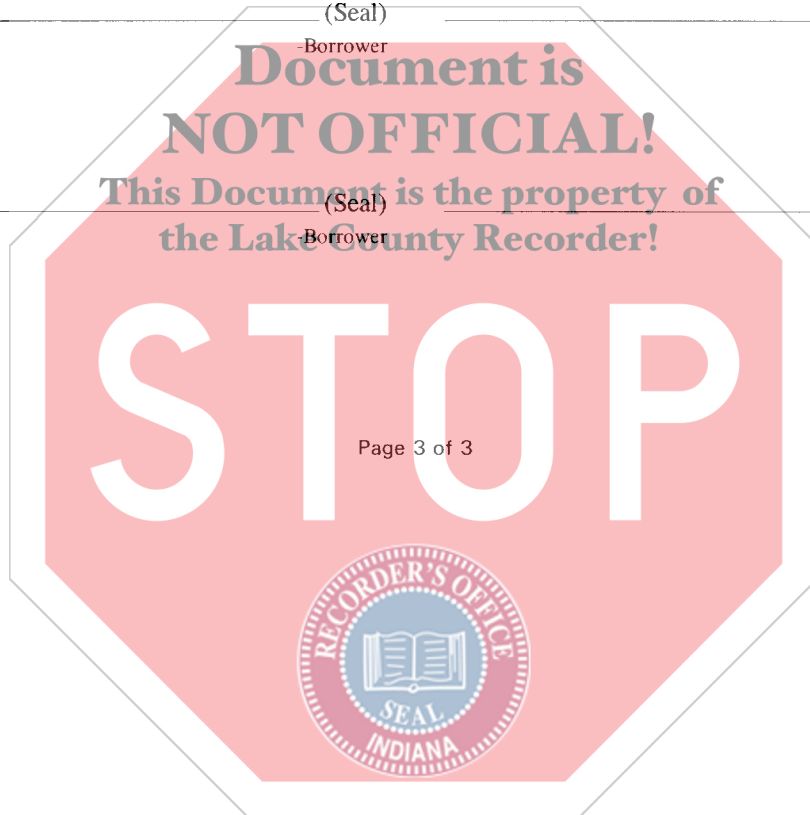 (Seal)
-Borrower
Document is
NOT OFFICIAL!
This Document is the property of
(Seal)
the Lake County Recorder!
-Borrower
STOP
Page 3 of 3
RECORDER'S OFFICE
SEAL
INDIANA